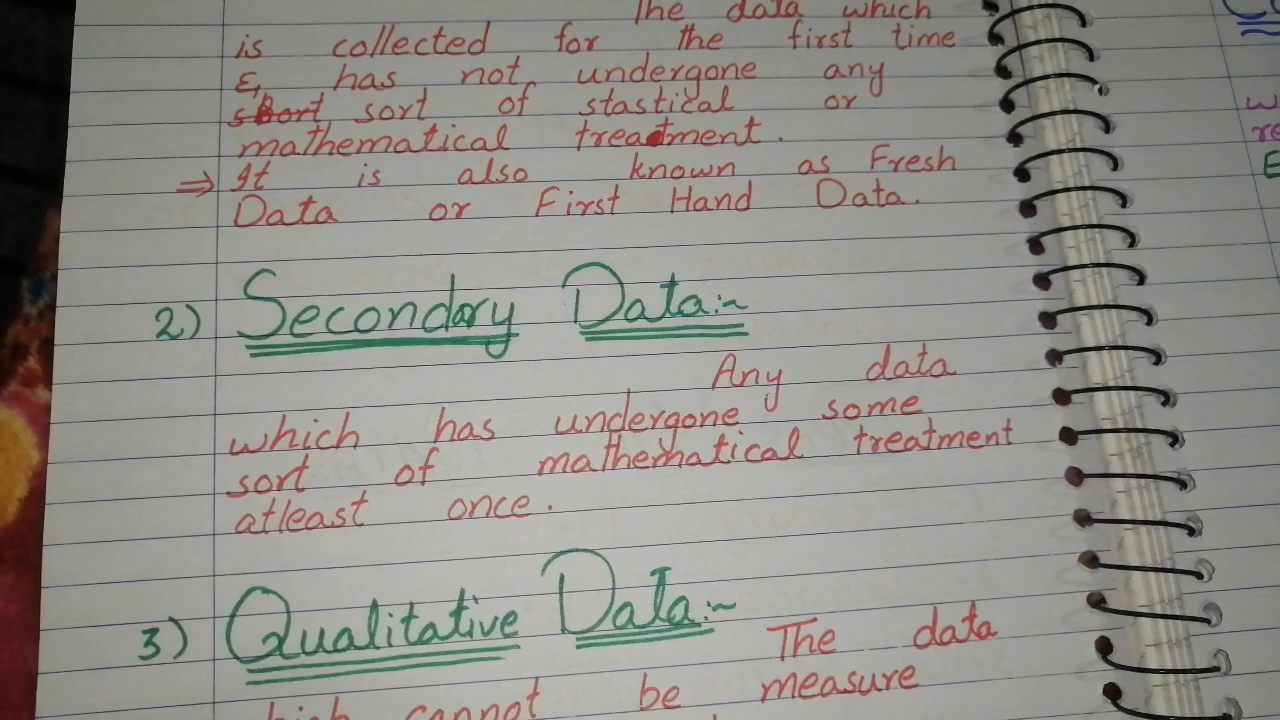 The data which
is collected for the first time
& has not undergone any
sort of stastical or
mathematical treatment.
⇒ It is also known as Fresh
Data or First Hand Data.
2) Secondary Data:~
Any data
which has undergone some
sort of mathematical treatment
atleast once.
3) Qualitative Data:~
The data
cannot be measure